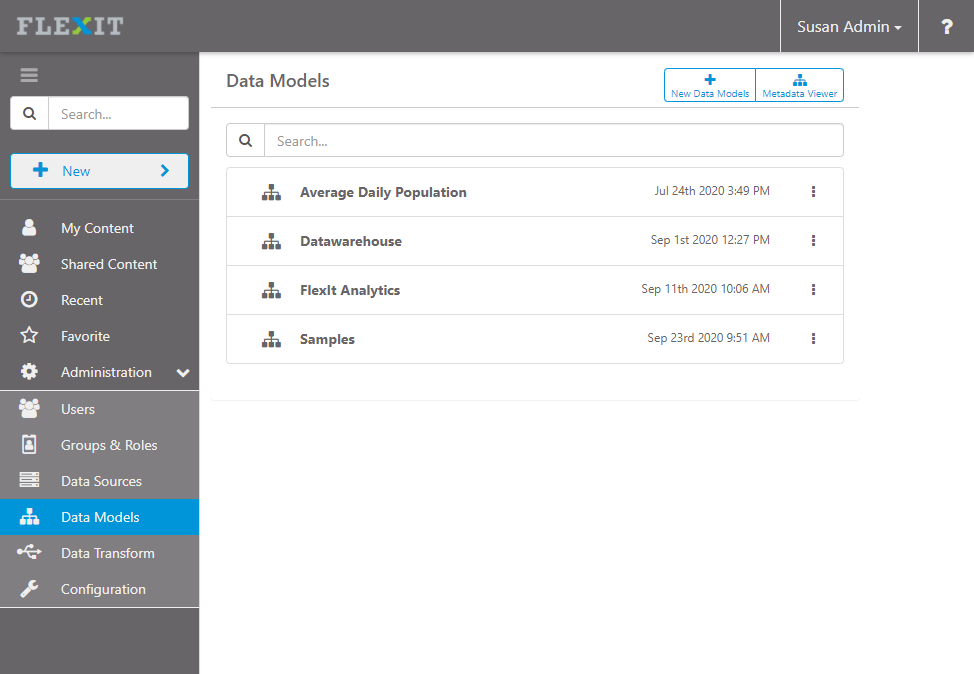 FLEXIT
Susan Admin
?
Search...
New
My Content
Shared Content
Recent
Favorite
Administration
Users
Groups & Roles
Data Sources
Data Models
Data Transform
Configuration
Data Models
New Data Models
Metadata Viewer
Search...
Average Daily Population Jul 24th 2020 3:49 PM
Datawarehouse Sep 1st 2020 12:27 PM
FlexIt Analytics Sep 11th 2020 10:06 AM
Samples Sep 23rd 2020 9:51 AM